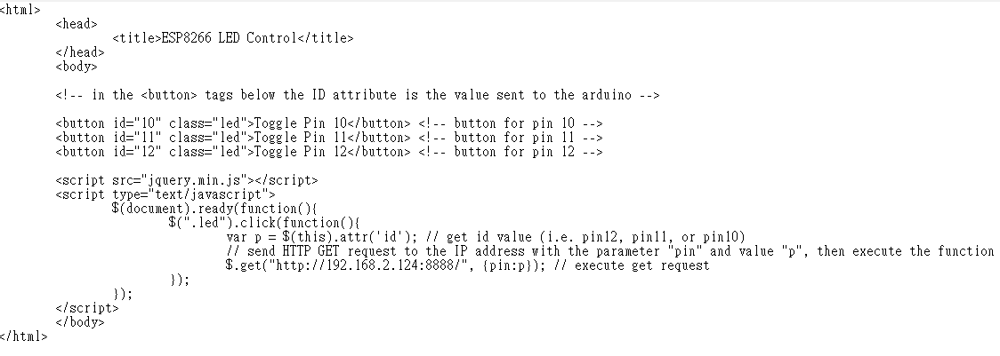 <html>
<head>
<title>ESP8266 LED Control</title>
</head>
<body>
<!-- in the <button> tags below the ID attribute is the value sent to the arduino -->
<button id="10" class="led">Toggle Pin 10</button> <!-- button for pin 10 -->
<button id="11" class="led">Toggle Pin 11</button> <!-- button for pin 11 -->
<button id="12" class="led">Toggle Pin 12</button> <!-- button for pin 12 -->
<script src="jquery.min.js"></script>
<script type="text/javascript">
$(document).ready(function(){
$(".led").click(function(){
var p = $(this).attr('id'); // get id value (i.e. pin12, pin11, or pin10)
// send HTTP GET request to the IP address with the parameter "pin" and value "p", then execute the function
$.get("http://192.168.2.124:8888/", {pin:p}); // execute get request
});
});
</script>
</body>
</html>